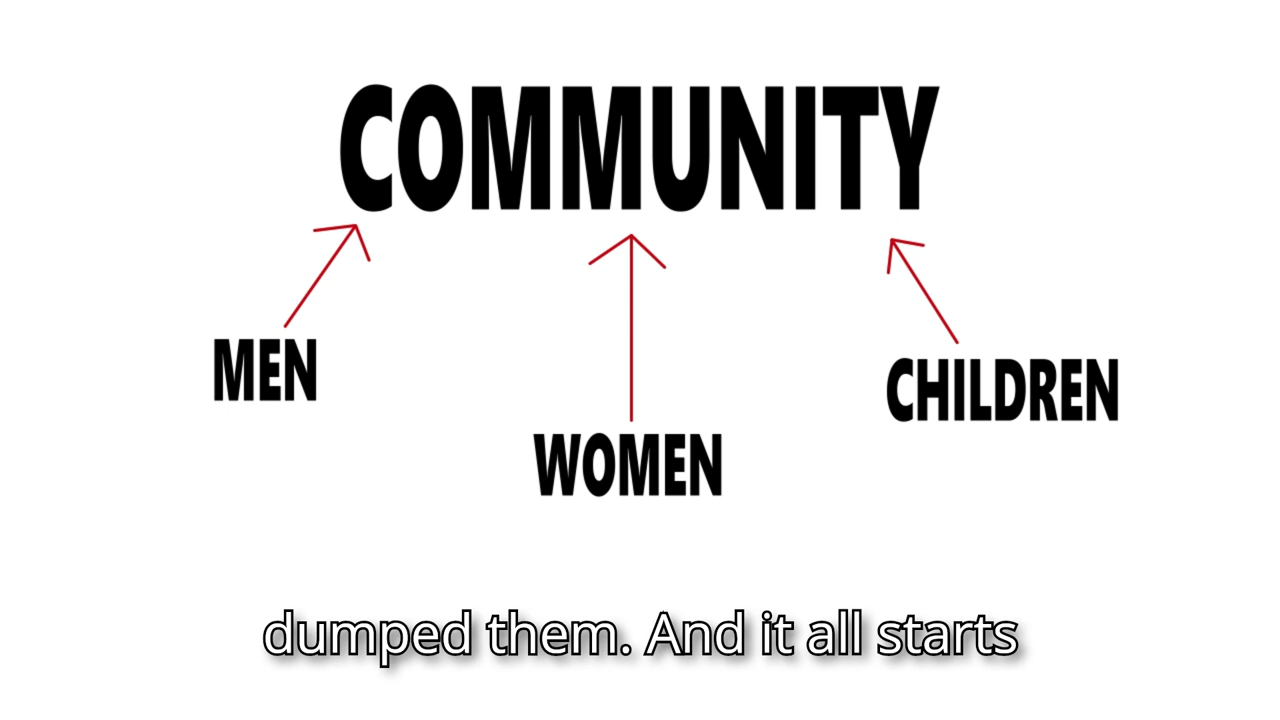 COMMUNITY
MEN
CHILDREN
WOMEN
dumped them. And it all starts